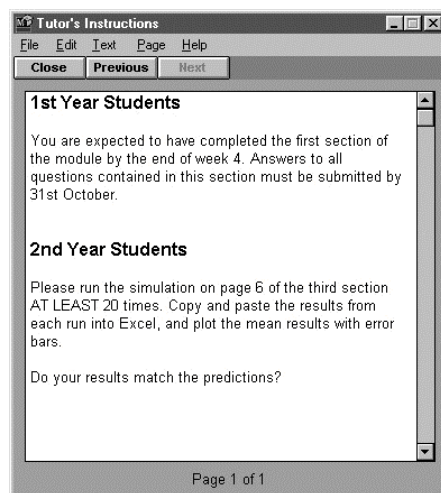 Tutor's Instructions
File Edit Text Page Help
Close Previous Next
1st Year Students
You are expected to have completed the first section of
the module by the end of week 4. Answers to all
questions contained in this section must be submitted by
31st October.
2nd Year Students
Please run the simulation on page 6 of the third section
AT LEAST 20 times. Copy and paste the results from
each run into Excel, and plot the mean results with error
bars.
Do your results match the predictions?
Page 1 of 1